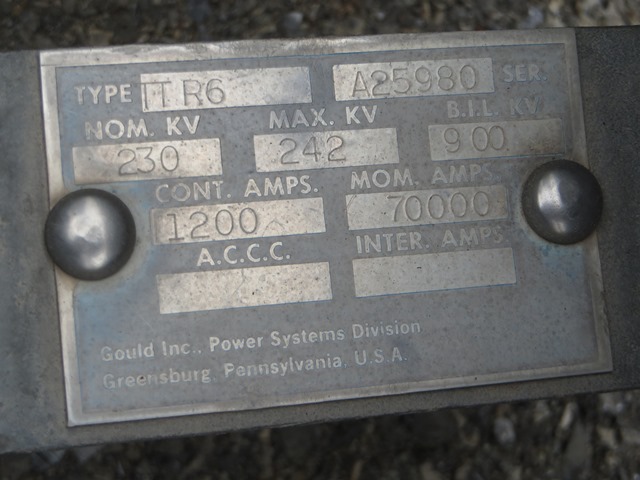 TYPE TTR6 A25980 SER.
NOM. KV MAX. KV B.I.L. KV
230 242 900
CONT. AMPS. MOM. AMPS.
1200 70000
A.C.C.C. INTER. AMPS
Gould Inc., Power Systems Division
Greensburg, Pennsylvania, U.S.A.